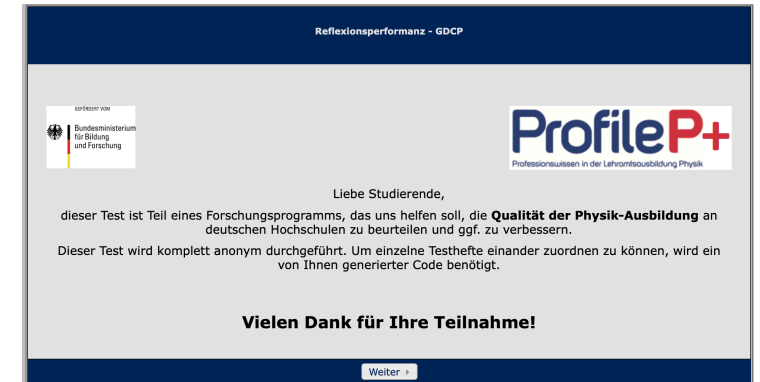 Reflexionsperformanz - GDCP
GEFÖRDERT VOM
Bundesministerium
für Bildung
und Forschung
ProfileP+
Professionswissen in der Lehramtsausbildung Physik
Liebe Studierende,
dieser Test ist Teil eines Forschungsprogramms, das uns helfen soll, die Qualität der Physik-Ausbildung an
deutschen Hochschulen zu beurteilen und ggf. zu verbessern.
Dieser Test wird komplett anonym durchgeführt. Um einzelne Testhefte einander zuordnen zu können, wird ein
von Ihnen generierter Code benötigt.
Vielen Dank für Ihre Teilnahme!
Weiter